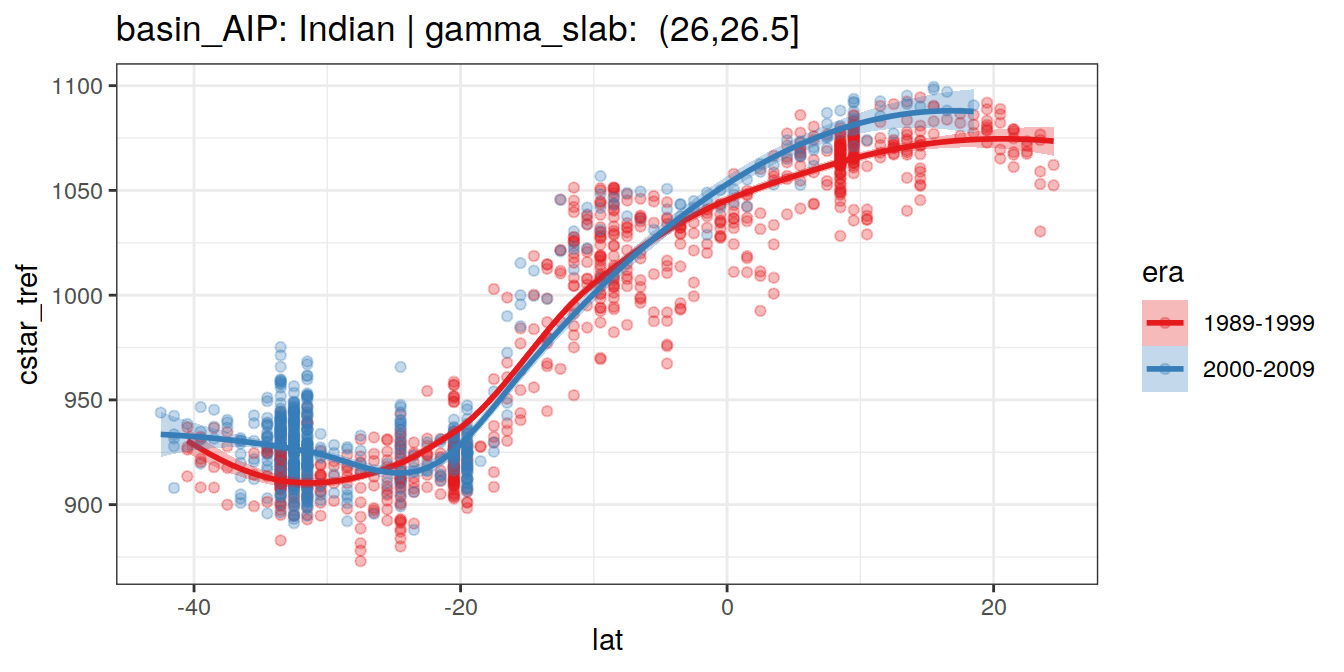 basin_AIP: Indian | gamma_slab:  (26,26.5]
1100
1050
1000
950
900
cstar_tref
-40
-20
0
20
lat
era
1989-1999
2000-2009